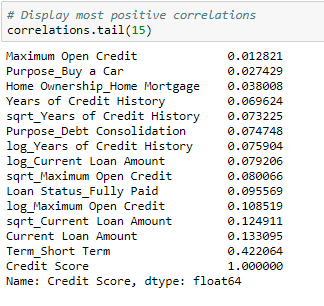 # Display most positive correlations
correlations.tail(15)
Maximum Open Credit 0.012821
Purpose_Buy a Car 0.027429
Home Ownership_Home Mortgage 0.038008
Years of Credit History 0.069624
sqrt_Years of Credit History 0.073225
Purpose_Debt Consolidation 0.074748
log_Years of Credit History 0.075904
log_Current Loan Amount 0.079206
sqrt_Maximum Open Credit 0.080066
Loan Status_Fully Paid 0.095569
log_Maximum Open Credit 0.108519
sqrt_Current Loan Amount 0.124911
Current Loan Amount 0.133095
Term_Short Term 0.422064
Credit Score 1.000000
Name: Credit Score, dtype: float64